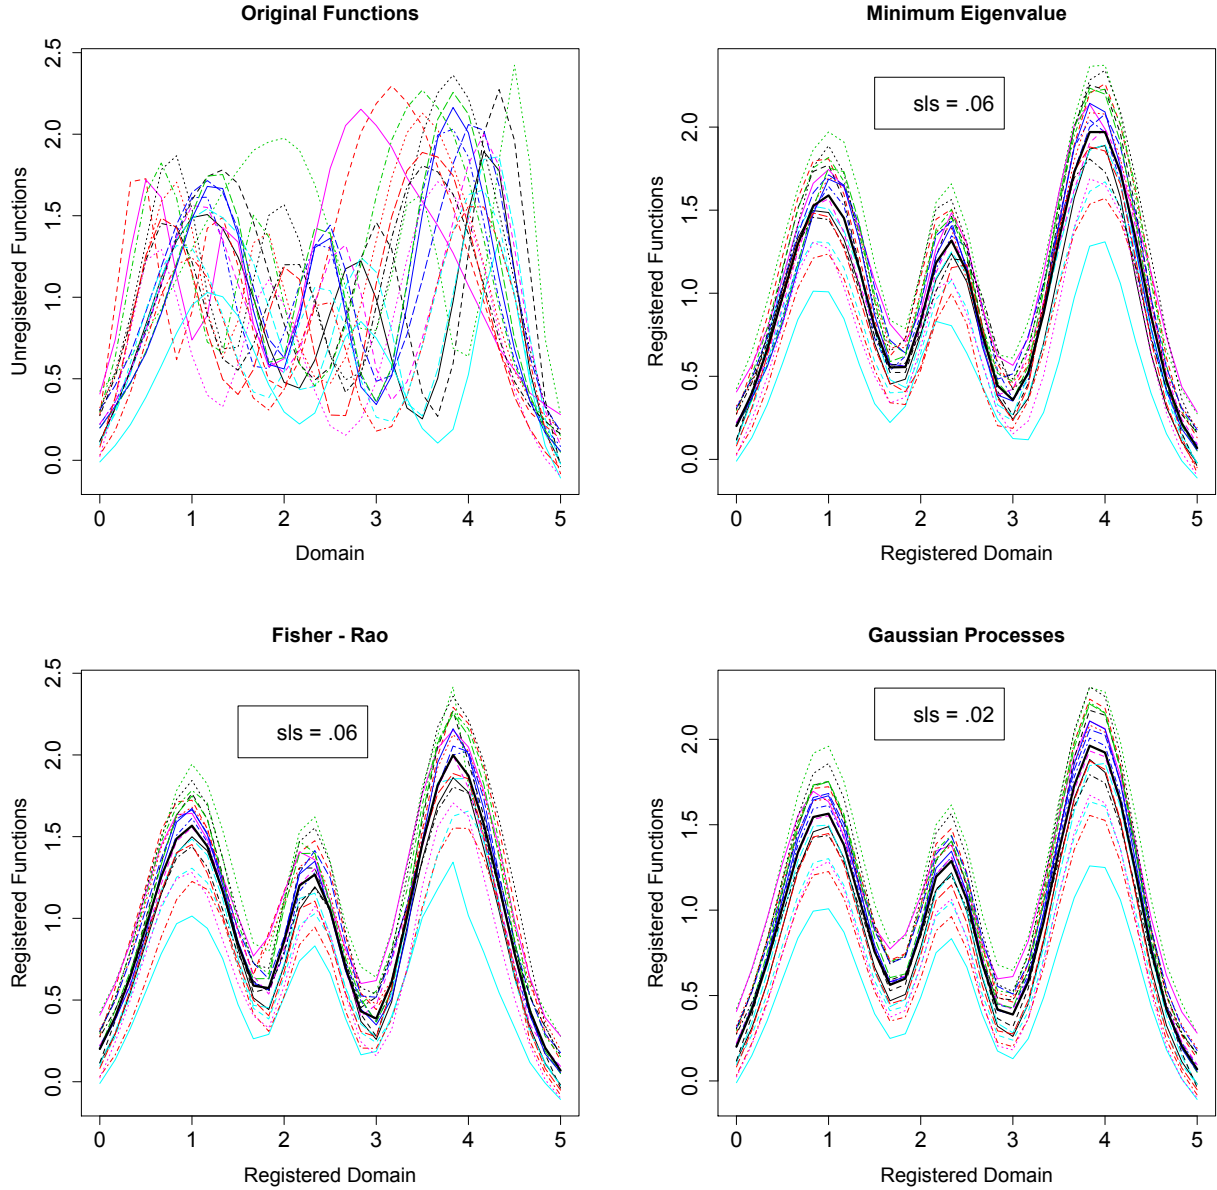 Original Functions
Unregistered Functions
2.5
2.0
1.5
1.0
0.5
0.0
0 1 2 3 4 5
Domain
Minimum Eigenvalue
sls = .06
Registered Functions
2.0
1.5
1.0
0.5
0.0
0 1 2 3 4 5
Registered Domain
Fisher - Rao
sls = .06
Registered Functions
2.5
2.0
1.5
1.0
0.5
0.0
0 1 2 3 4 5
Registered Domain
Gaussian Processes
sls = .02
Registered Functions
2.0
1.5
1.0
0.5
0.0
0 1 2 3 4 5
Registered Domain